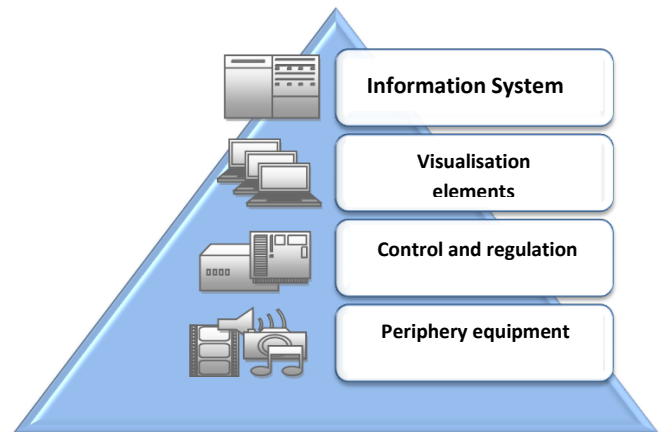 Information System
Visualisation
elements
Control and regulation
Periphery equipment